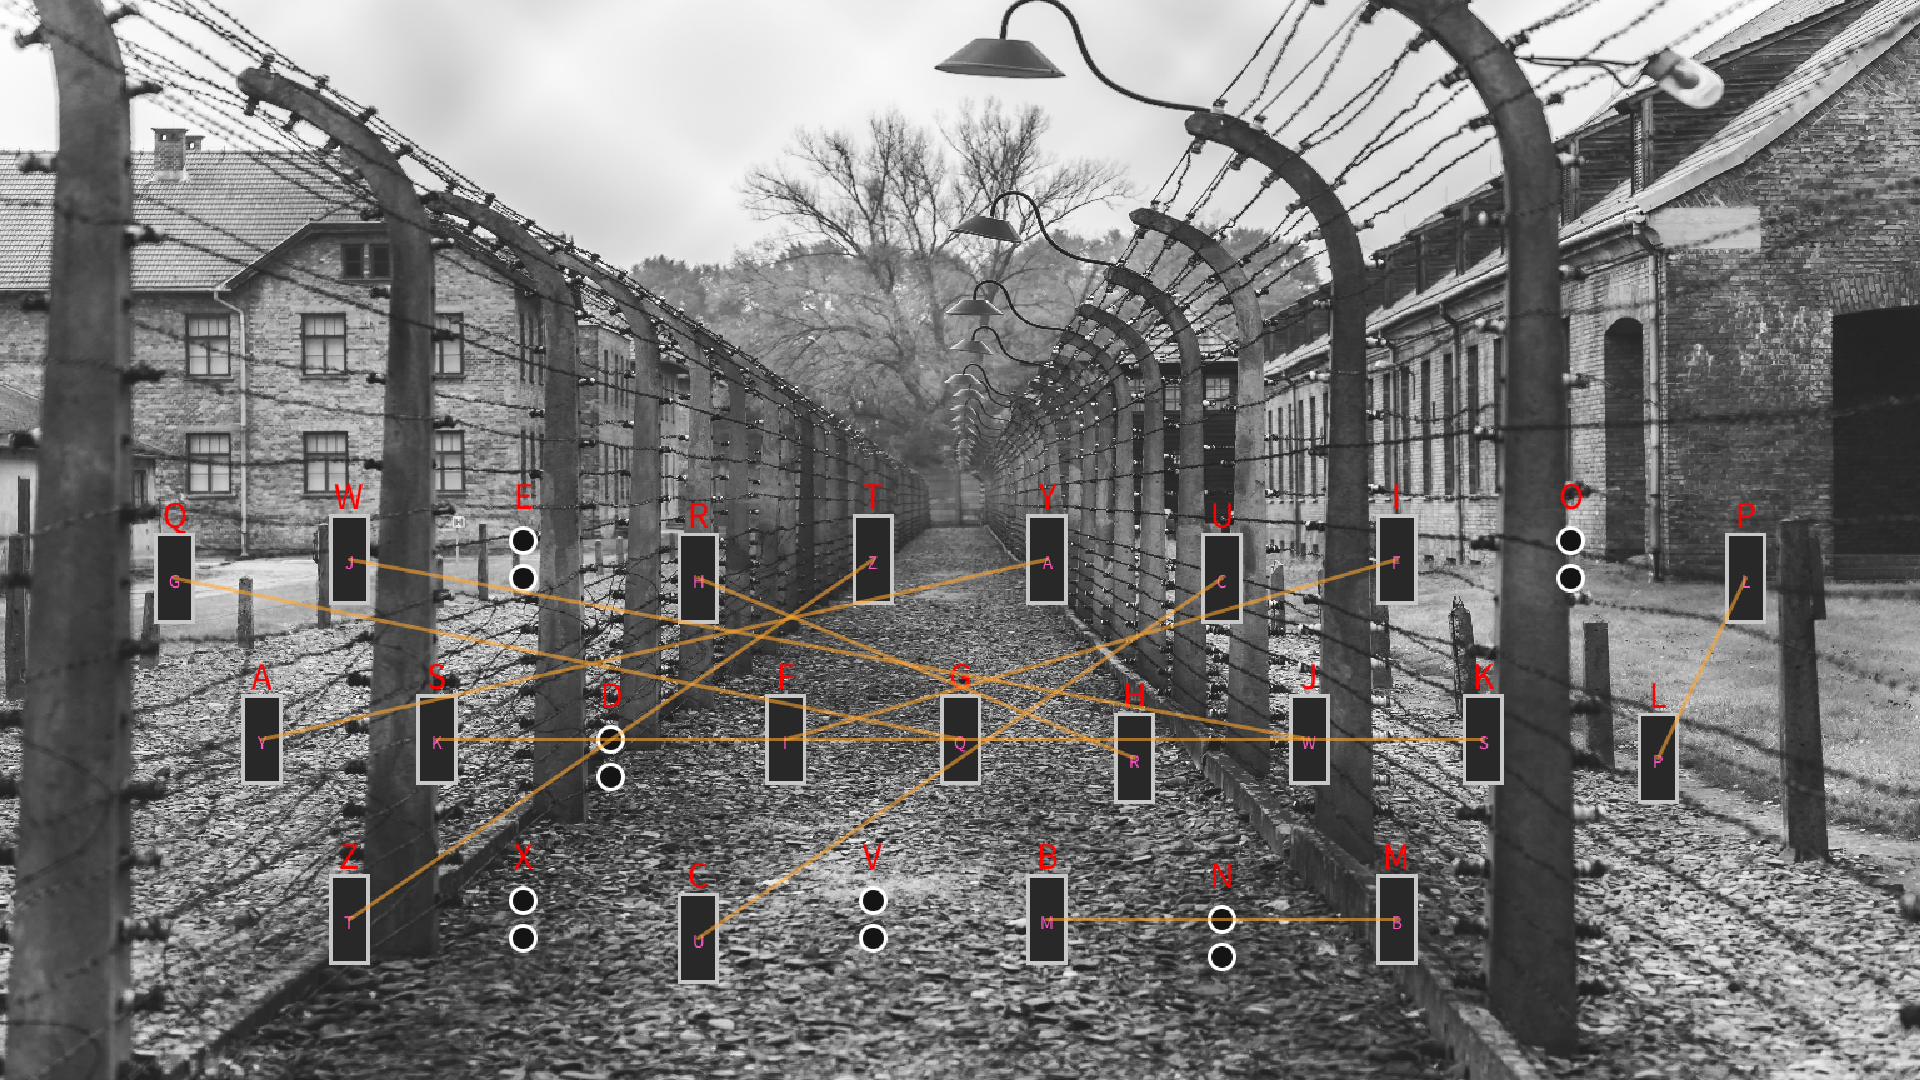 Q W E R T Y U I O P
G J H Z A C F L
A S D F G H J K L
Y K I Q R W S P
Z X C V B N M
T U M B